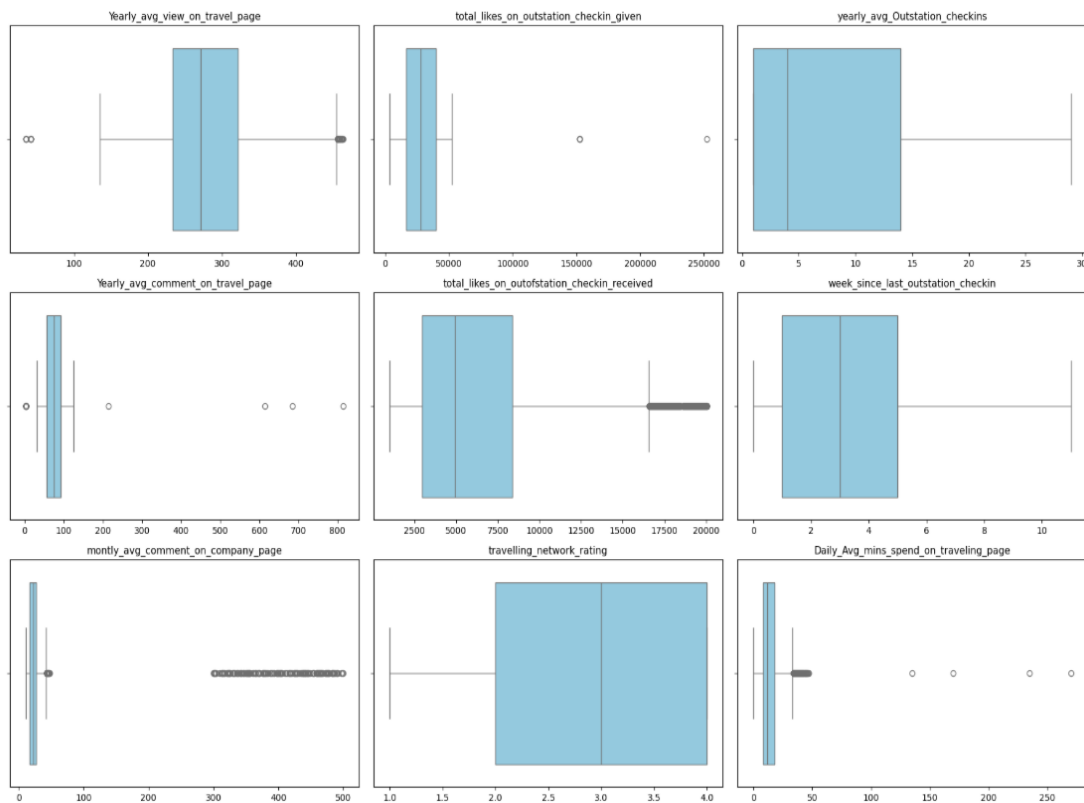 Yearly_avg_view_on_travel_page
100 200 300 400
total_likes_on_outstation_checkin_given
0 50000 100000 150000 200000 250000
yearly_avg_Outstation_checkins
0 5 10 15 20 25 30
Yearly_avg_comment_on_travel_page
0 100 200 300 400 500 600 700 800
total_likes_on_outofstation_checkin_received
2500 5000 7500 10000 12500 15000 17500 20000
week_since_last_outstation_checkin
0 2 4 6 8 10
montly_avg_comment_on_company_page
0 100 200 300 400 500
travelling_network_rating
1.0 1.5 2.0 2.5 3.0 3.5 4.0
Daily_Avg_mins_spend_on_traveling_page
0 50 100 150 200 250